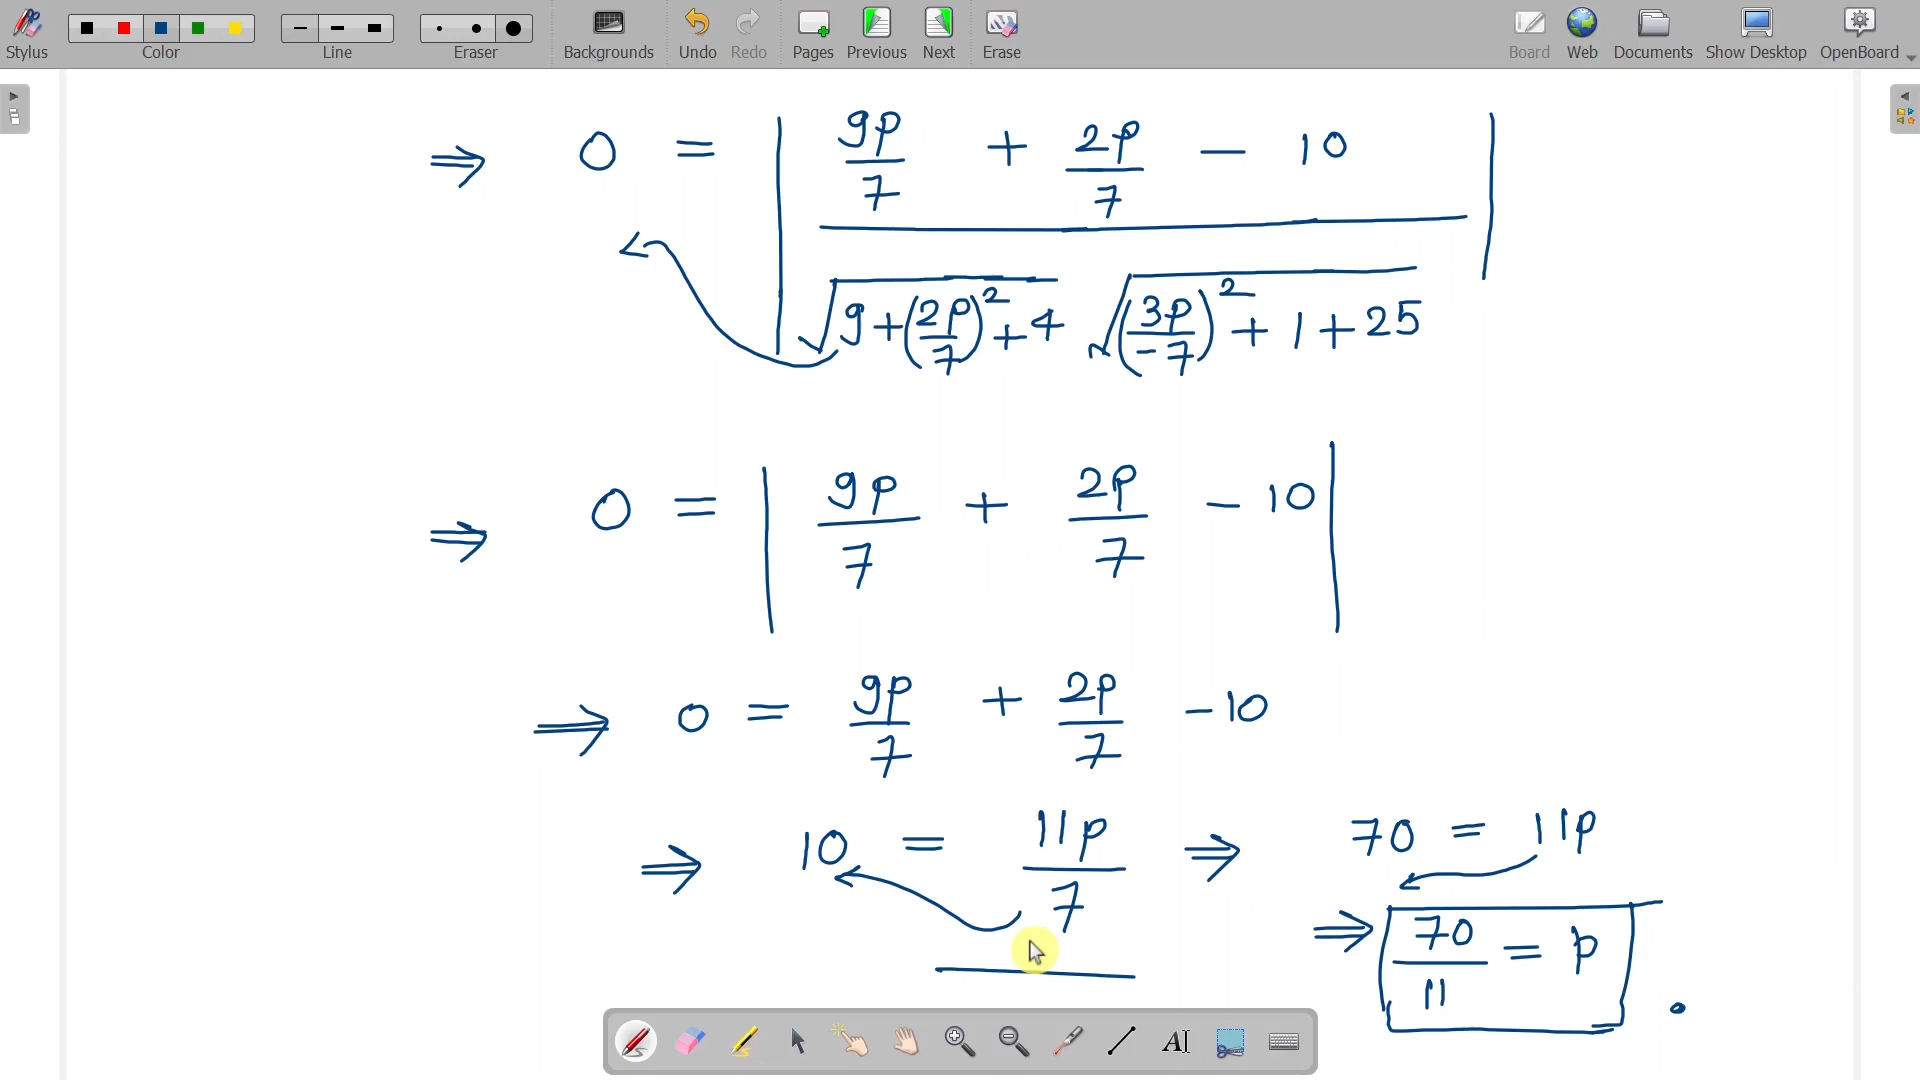 Stylus Color Line Eraser Backgrounds Undo Redo Pages Previous Next Erase Board Web Documents Show Desktop OpenBoard
⇒ 0 = | (9p/7 + 2p/7 - 10) / (√(9+(2p/7)²+4) √((3p/-7)²+1+25)) |
⇒ 0 = | 9p/7 + 2p/7 - 10 |
⇒ 0 = 9p/7 + 2p/7 - 10
⇒ 10 = 11p/7 ⇒ 70 = 11p
⇒ 70/11 = p .